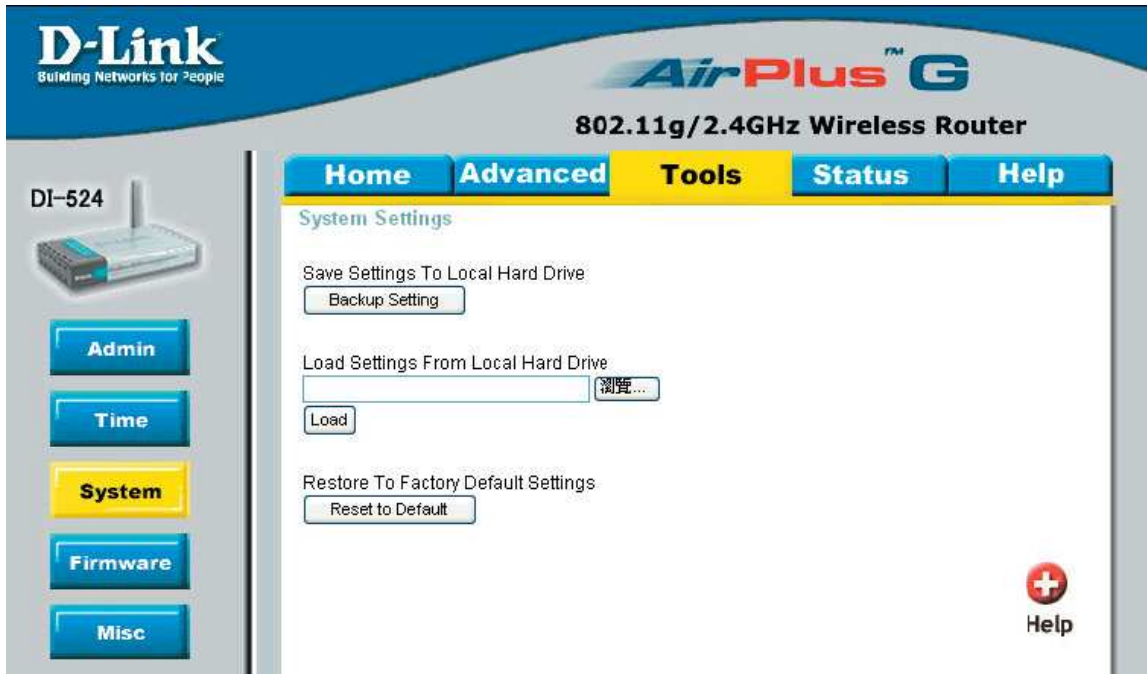 D-Link
Building Networks for People
AirPlus™ G
802.11g/2.4GHz Wireless Router
DI-524
Home
Advanced
Tools
Status
Help
System Settings
Save Settings To Local Hard Drive
Backup Setting
Load Settings From Local Hard Drive
瀏覽...
Load
Restore To Factory Default Settings
Reset to Default
Admin
Time
System
Firmware
Misc
Help